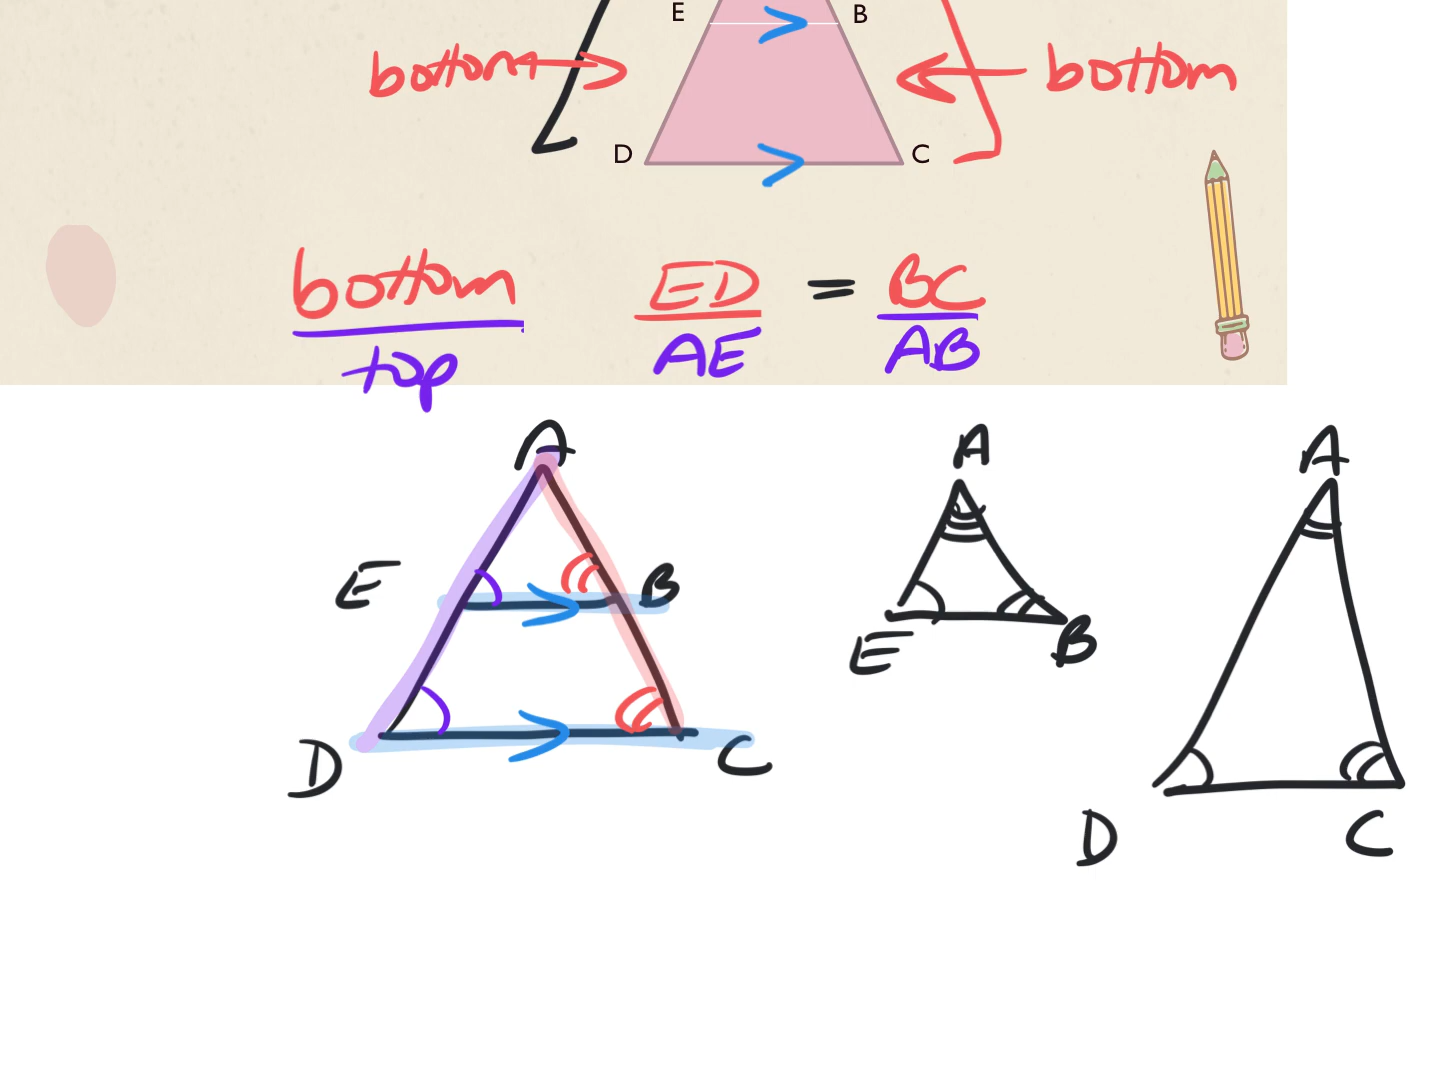 E B
bottom bottom
D C
bottom ED = BC
top AE AB
A A A
E B
E B
D C
D C